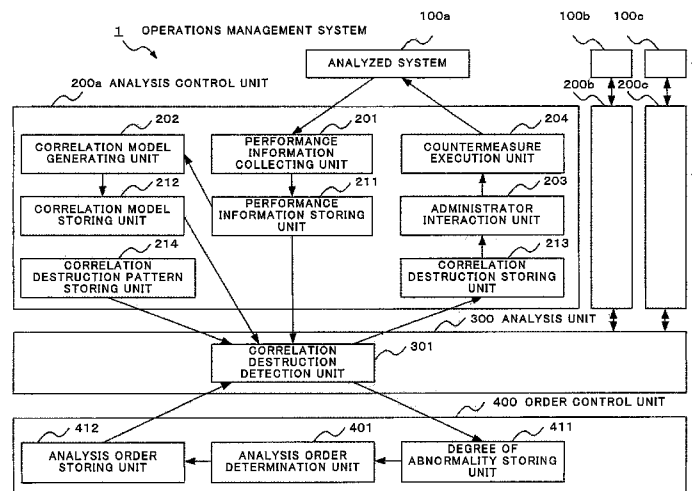 1 OPERATIONS MANAGEMENT SYSTEM
100a
100b
100c
ANALYZED SYSTEM
200a ANALYSIS CONTROL UNIT
200b
200c
202
201
204
CORRELATION MODEL
GENERATING UNIT
PERFORMANCE
INFORMATION
COLLECTING UNIT
COUNTERMEASURE
EXECUTION UNIT
212
211
203
CORRELATION MODEL
STORING UNIT
PERFORMANCE
INFORMATION STORING
UNIT
ADMINISTRATOR
INTERACTION UNIT
214
213
CORRELATION
DESTRUCTION PATTERN
STORING UNIT
CORRELATION
DESTRUCTION STORING
UNIT
300 ANALYSIS UNIT
CORRELATION
DESTRUCTION
DETECTION UNIT
301
400 ORDER CONTROL UNIT
412
401
411
ANALYSIS ORDER
STORING UNIT
ANALYSIS ORDER
DETERMINATION UNIT
DEGREE OF
ABNORMALITY STORING
UNIT